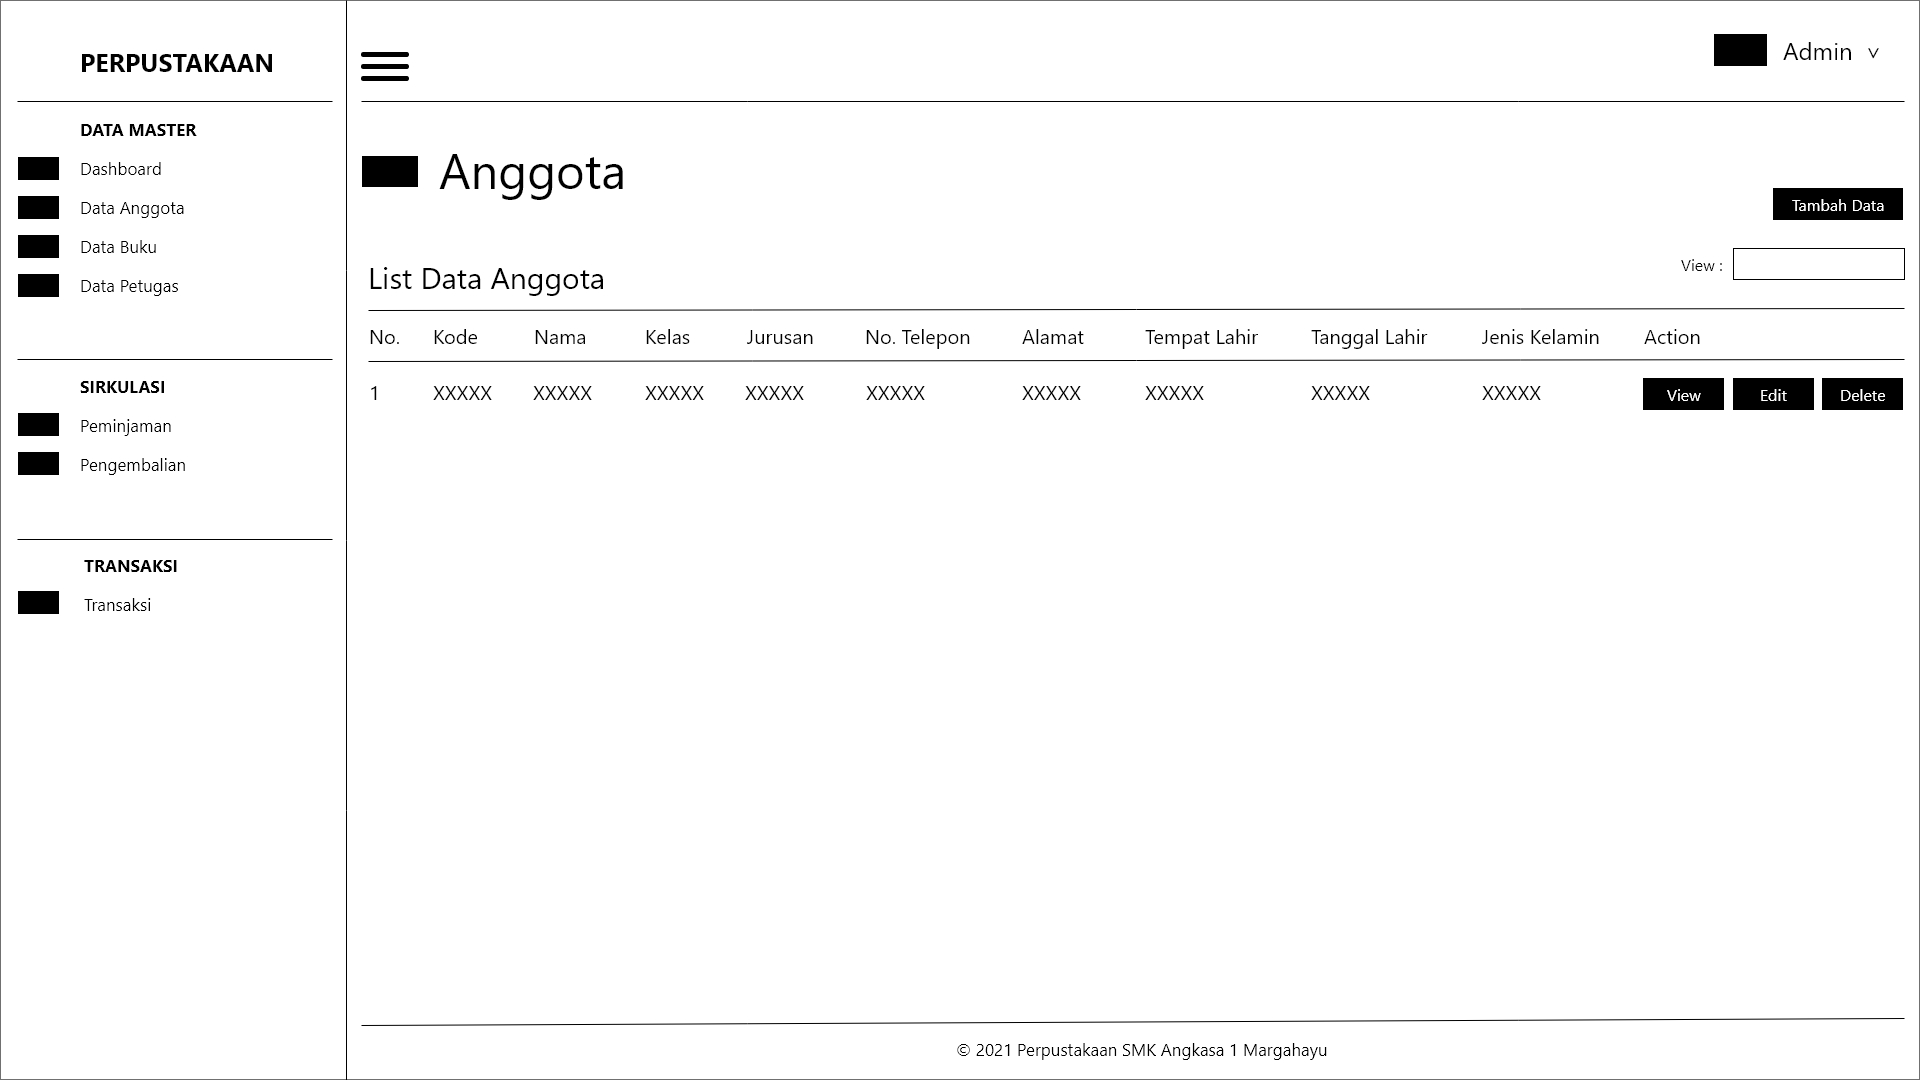 PERPUSTAKAAN
DATA MASTER
Dashboard
Data Anggota
Data Buku
Data Petugas
SIRKULASI
Peminjaman
Pengembalian
TRANSAKSI
Transaksi
Admin ˅
Anggota
Tambah Data
View :
List Data Anggota
No. Kode Nama Kelas Jurusan No. Telepon Alamat Tempat Lahir Tanggal Lahir Jenis Kelamin Action
1 XXXXX XXXXX XXXXX XXXXX XXXXX XXXXX XXXXX XXXXX XXXXX View Edit Delete
© 2021 Perpustakaan SMK Angkasa 1 Margahayu